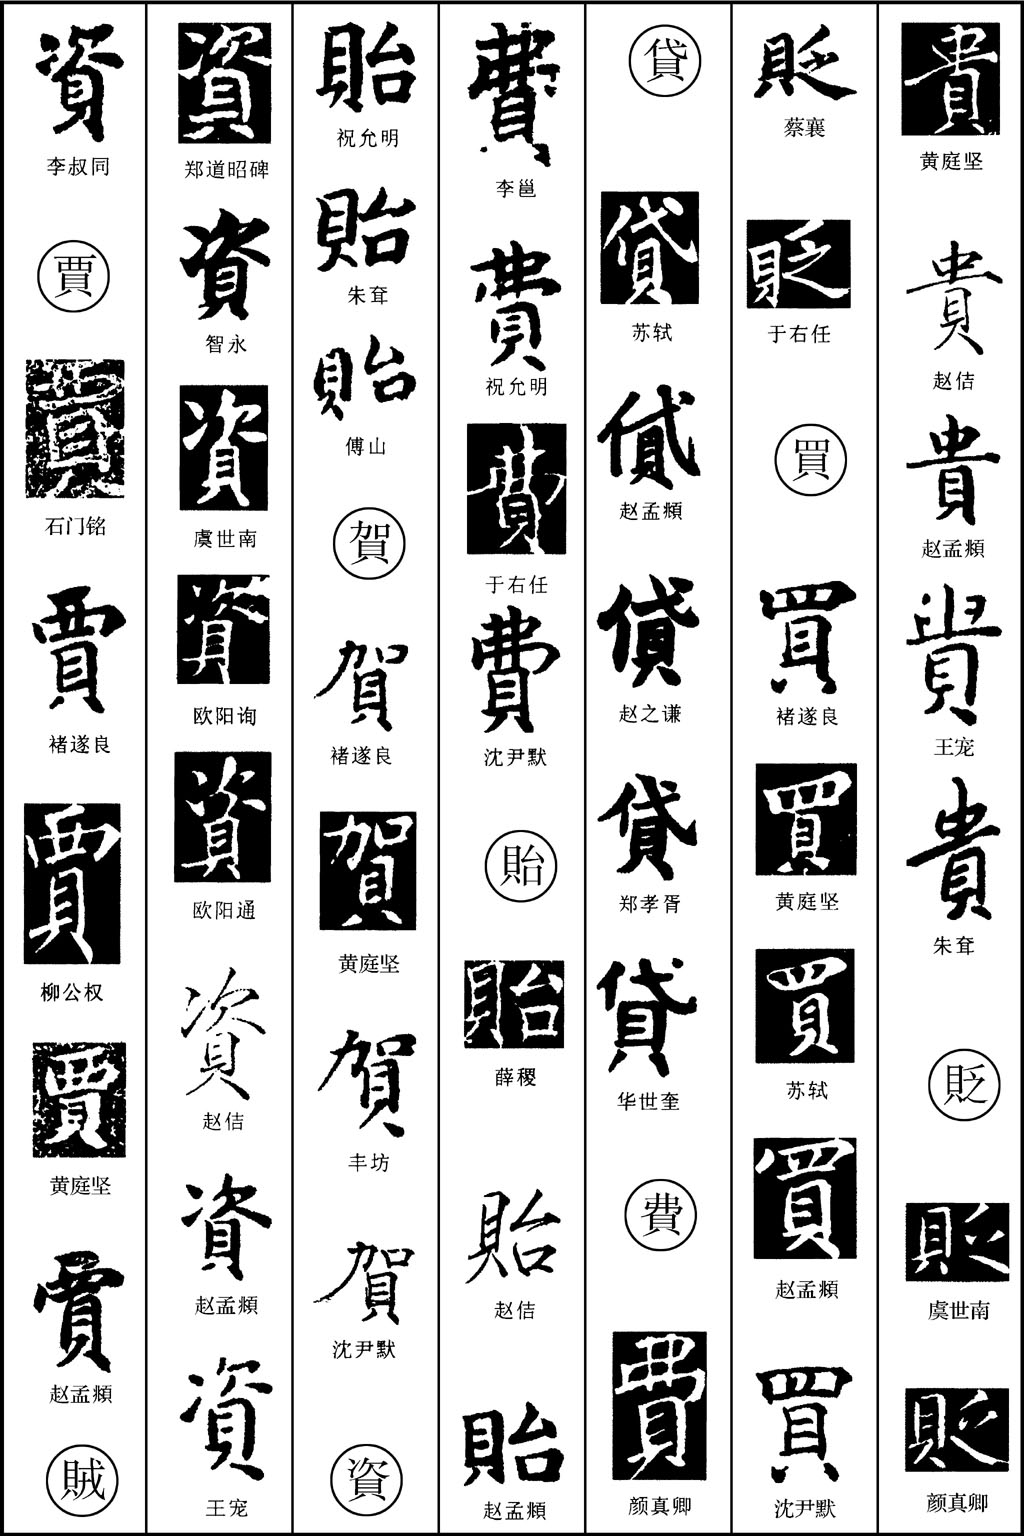 貴
黄庭坚
貴
赵佶
貴
赵孟頫
貴
王宠
貴
朱耷
貶
貶
虞世南
貶
颜真卿
貶
蔡襄
貶
于右任
買
買
褚遂良
買
黄庭坚
買
苏轼
買
赵孟頫
買
沈尹默
貸
貸
苏轼
貸
赵孟頫
貸
赵之谦
貸
郑孝胥
貸
华世奎
費
費
颜真卿
費
李邕
費
祝允明
費
于右任
費
沈尹默
貽
貽
薛稷
貽
赵佶
貽
赵孟頫
貽
祝允明
貽
朱耷
貽
傅山
賀
賀
褚遂良
賀
黄庭坚
賀
丰坊
賀
沈尹默
資
資
郑道昭碑
資
智永
資
虞世南
資
欧阳询
資
欧阳通
資
赵佶
資
赵孟頫
資
王宠
資
李叔同
賈
賈
石门铭
賈
褚遂良
賈
柳公权
賈
黄庭坚
賈
赵孟頫
賊